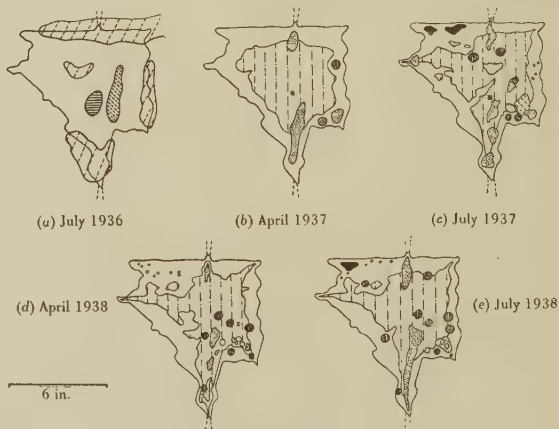 (a) July 1936
(b) April 1937
(c) July 1937
(d) April 1938
(e) July 1938
6 in.